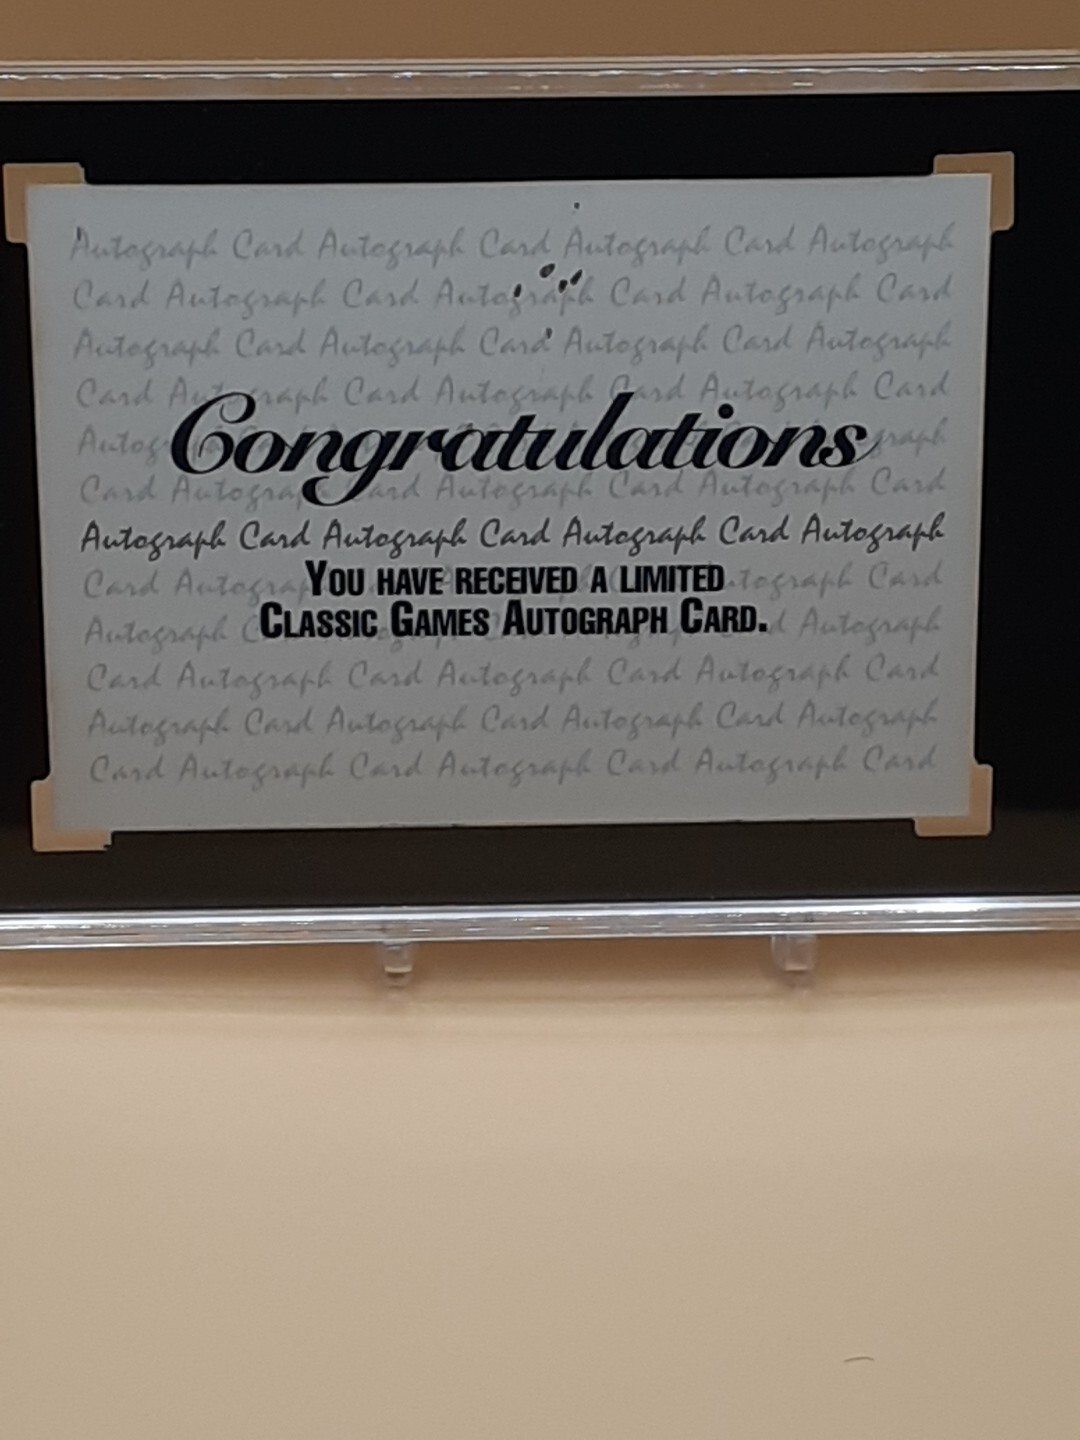 Autograph Card Autograph Card Autograph Card Autograph
Card Autograph Card Autograph Card Autograph Card
Autograph Card Autograph Card Autograph Card Autograph
Card Autograph Card Autograph Card Autograph Card
Congratulations
Card Autograph Card Autograph Card Autograph Card
Autograph Card Autograph Card Autograph Card Autograph
YOU HAVE RECEIVED A LIMITED
CLASSIC GAMES AUTOGRAPH CARD.
Card Autograph Card Autograph Card Autograph Card
Autograph Card Autograph Card Autograph Card Autograph
Card Autograph Card Autograph Card Autograph Card